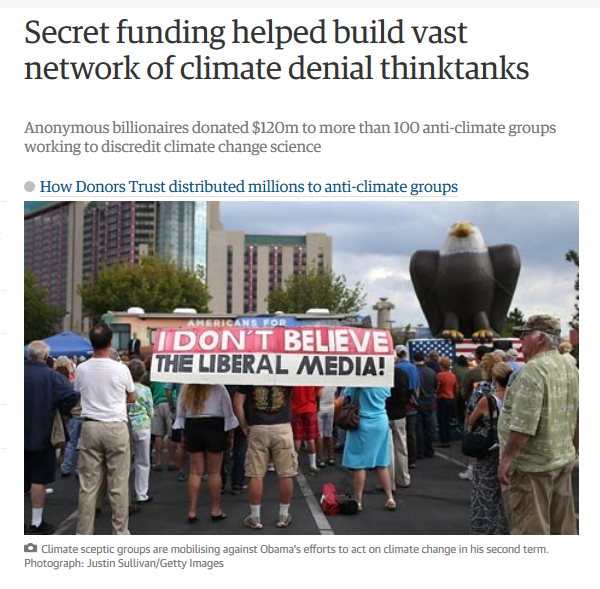 Secret funding helped build vast
network of climate denial thinktanks
Anonymous billionaires donated $120m to more than 100 anti-climate groups
working to discredit climate change science
How Donors Trust distributed millions to anti-climate groups
AMERICANS FOR
I DON'T BELIEVE
THE LIBERAL MEDIA!
Climate sceptic groups are mobilising against Obama's efforts to act on climate change in his second term.
Photograph: Justin Sullivan/Getty Images